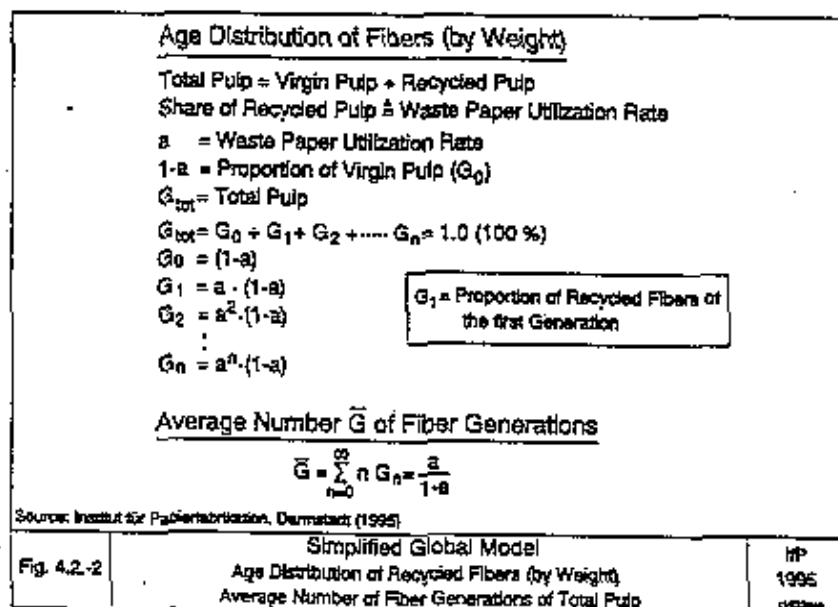 Age Distribution of Fibers (by Weight)
Total Pulp = Virgin Pulp + Recycled Pulp
Share of Recycled Pulp ≙ Waste Paper Utilization Rate
a = Waste Paper Utilization Rate
1-a = Proportion of Virgin Pulp (G₀)
Gtot = Total Pulp
Gtot = G₀ + G₁ + G₂ +····· Gn = 1.0 (100 %)
G₀ = (1-a)
G₁ = a · (1-a)
G₂ = a²·(1-a)
⋮
Gn = aⁿ·(1-a)
G₁ = Proportion of Recycled Fibers of
the first Generation
Average Number G̅ of Fiber Generations
G̅ = ∑ n=0 ∞ n Gn = a/(1-a)
Source: Institut für Papierfabrikation, Darmstadt (1995)
Fig. 4.2.-2
Simplified Global Model
Age Distribution of Recycled Fibers (by Weight)
Average Number of Fiber Generations of Total Pulp
IfP
1995